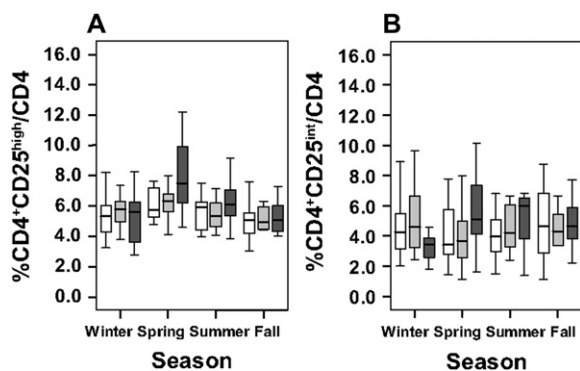 A
%CD4⁺CD25ʰⁱᵍʰ/CD4
16.0
14.0
12.0
10.0
8.0
6.0
4.0
2.0
0.0
Winter Spring Summer Fall
Season
B
%CD4⁺CD25ⁱⁿᵗ/CD4
16.0
14.0
12.0
10.0
8.0
6.0
4.0
2.0
0.0
Winter Spring Summer Fall
Season